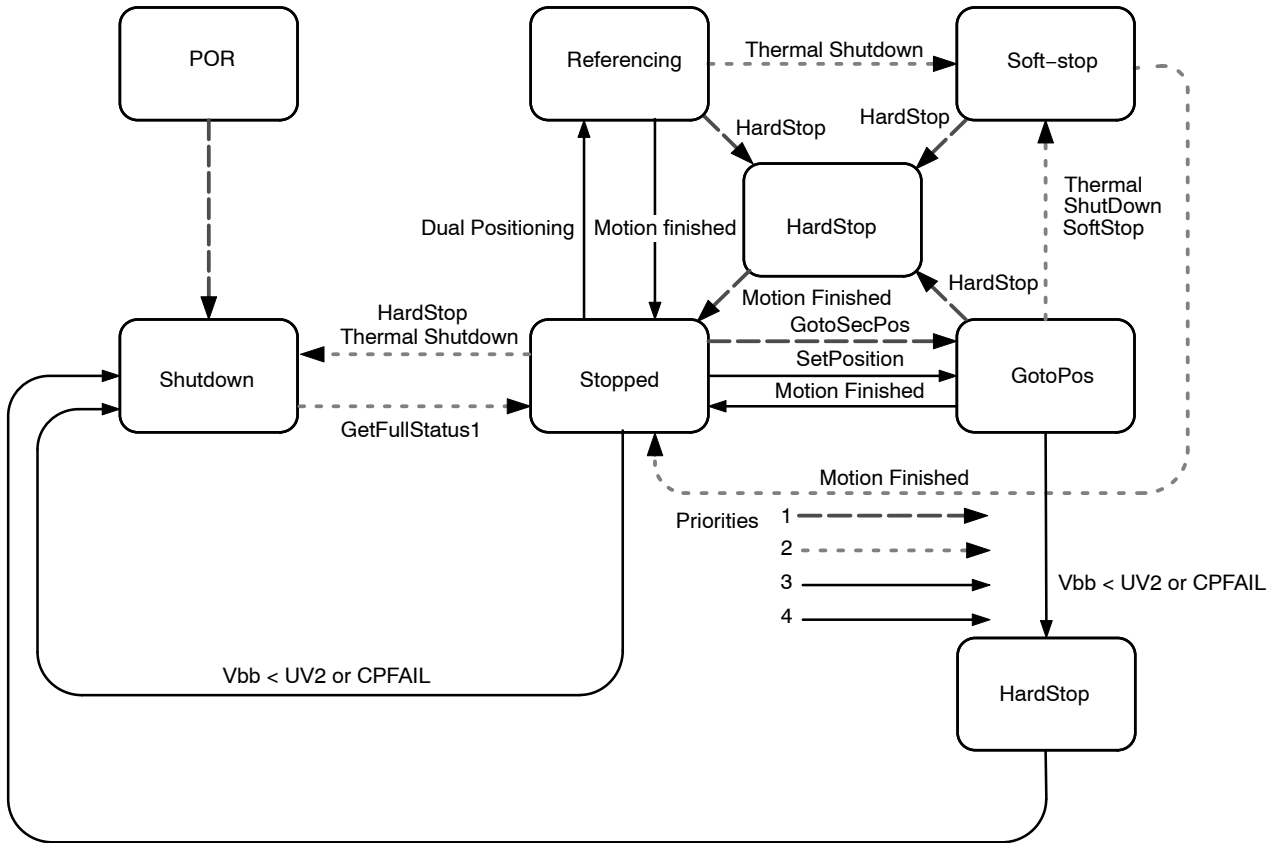 POR
Referencing
Thermal Shutdown
Soft−stop
HardStop
HardStop
HardStop
Thermal
ShutDown
SoftStop
Dual Positioning
Motion finished
HardStop
Motion Finished
HardStop
Thermal Shutdown
GotoSecPos
SetPosition
Motion Finished
Shutdown
Stopped
GotoPos
GetFullStatus1
Motion Finished
Priorities
1
2
3
4
Vbb < UV2 or CPFAIL
Vbb < UV2 or CPFAIL
HardStop